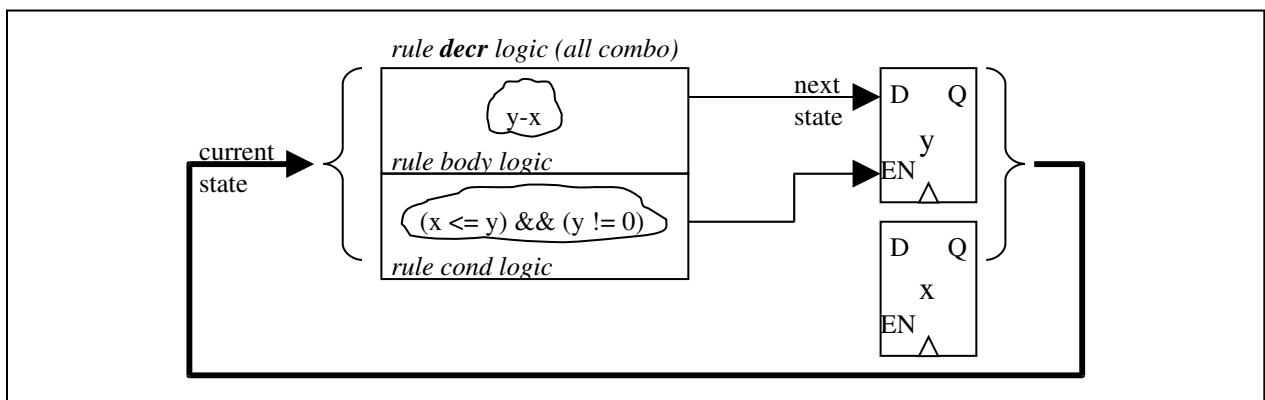 rule decr logic (all combo)
y-x
rule body logic
(x <= y) && (y != 0)
rule cond logic
current
state
next
state
D Q
y
EN
D Q
x
EN